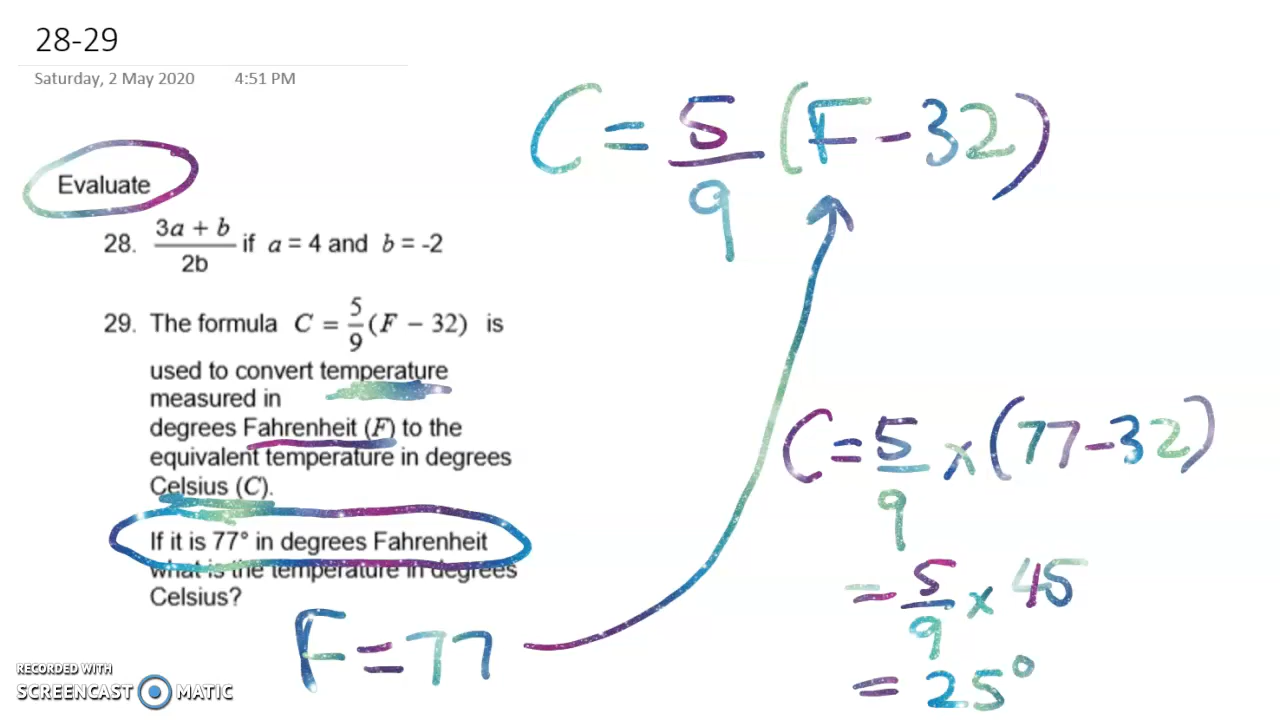 28-29
Saturday, 2 May 2020 4:51 PM
Evaluate
28. (3a + b)/2b if a = 4 and b = -2
29. The formula C = 5/9 (F − 32) is
used to convert temperature
measured in
degrees Fahrenheit (F) to the
equivalent temperature in degrees
Celsius (C).
If it is 77° in degrees Fahrenheit
what is the temperature in degrees
Celsius?
F = 77
C = 5/9 (F − 32)
C = 5/9 × (77 − 32)
= 5/9 × 45
= 25°
RECORDED WITH
SCREENCAST MATIC